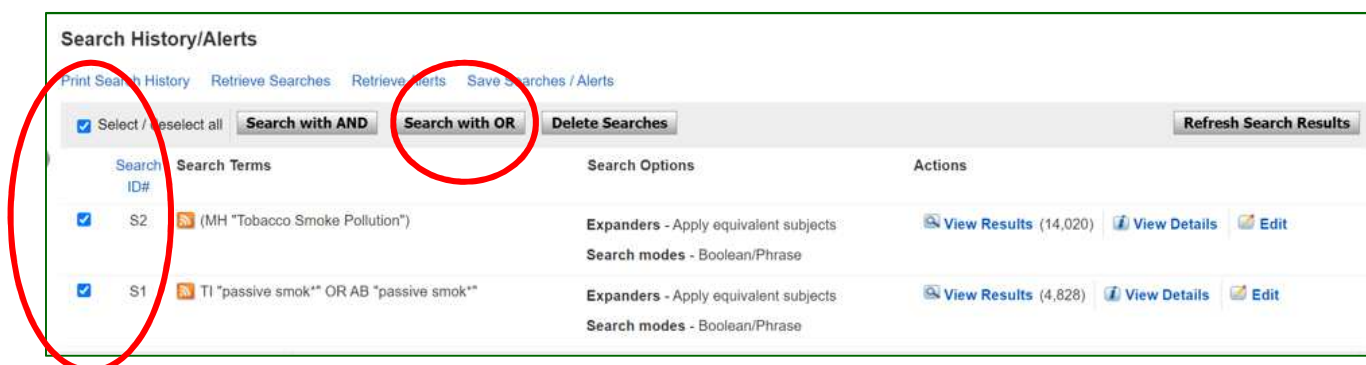 Search History/Alerts
Print Search History Retrieve Searches Retrieve Alerts Save Searches / Alerts
Select / deselect all Search with AND Search with OR Delete Searches Refresh Search Results
Search ID# Search Terms Search Options Actions
S2 (MH "Tobacco Smoke Pollution") Expanders - Apply equivalent subjects View Results (14,020) View Details Edit
Search modes - Boolean/Phrase
S1 TI "passive smok*" OR AB "passive smok*" Expanders - Apply equivalent subjects View Results (4,828) View Details Edit
Search modes - Boolean/Phrase